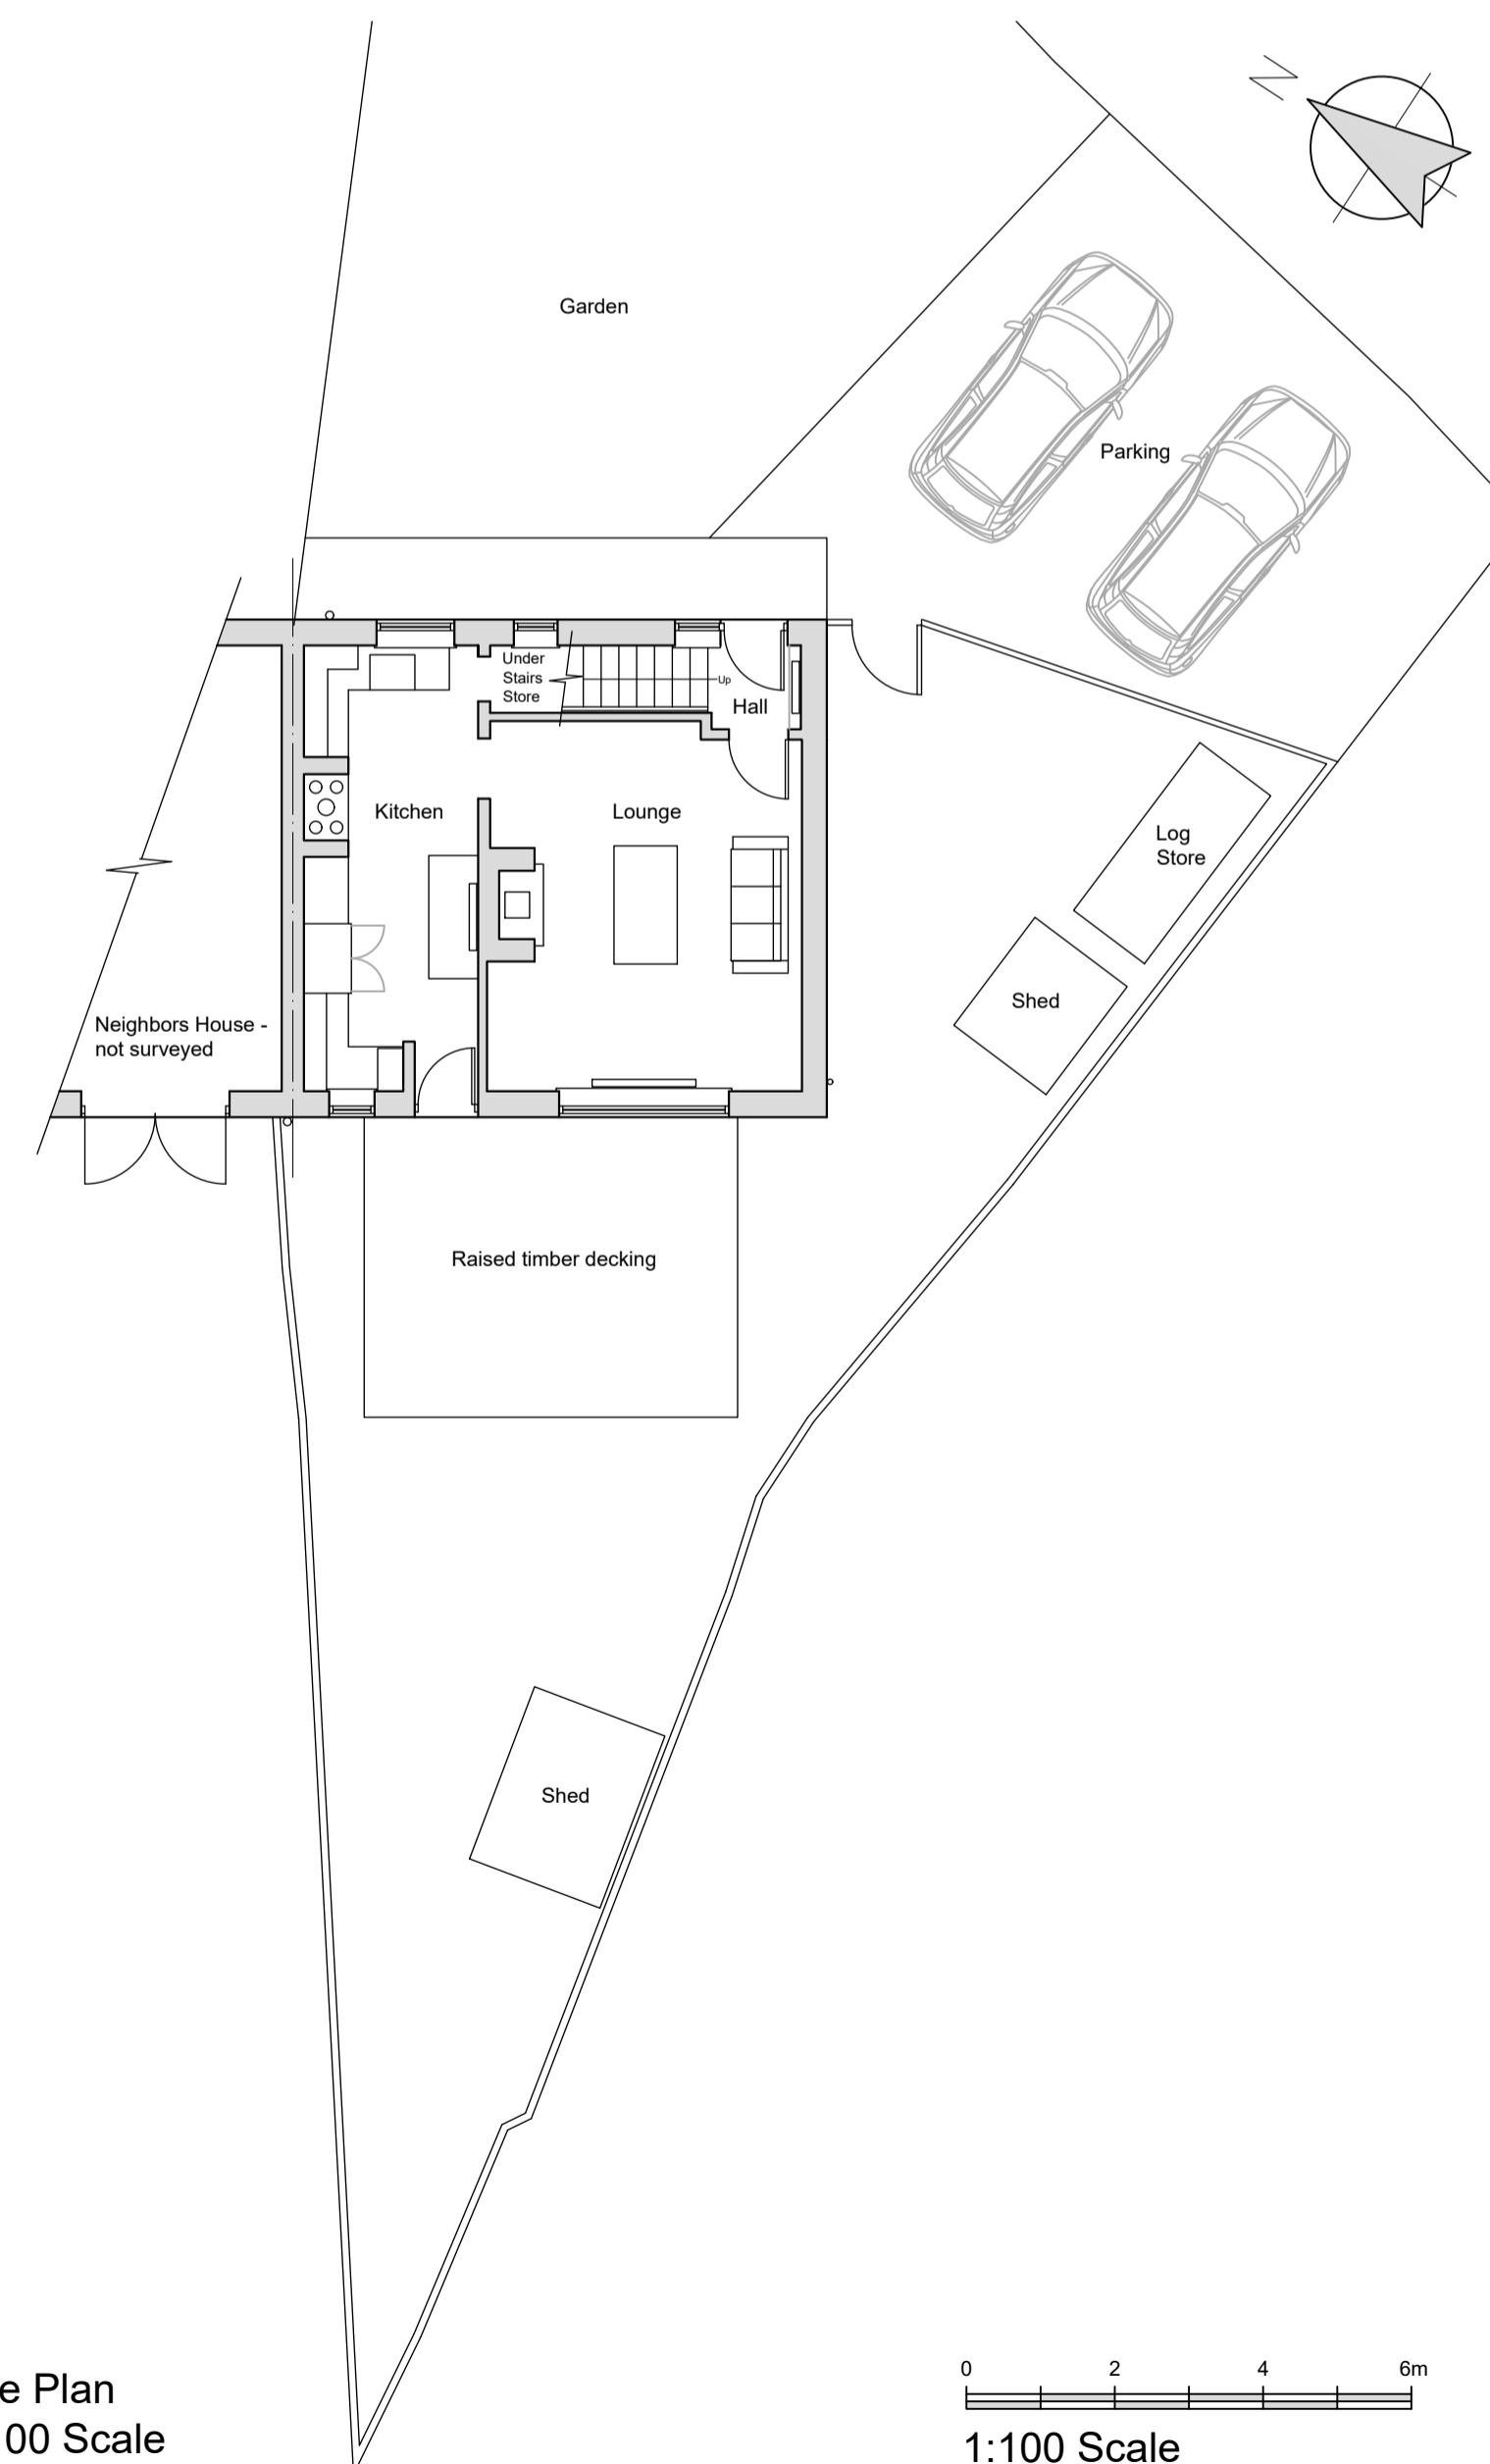 N
Garden
Parking
Under
Stairs
Store
Up
Hall
Kitchen
Lounge
Log
Store
Shed
Neighbors House -
not surveyed
Raised timber decking
Shed
e Plan
00 Scale
0 2 4 6m
1:100 Scale